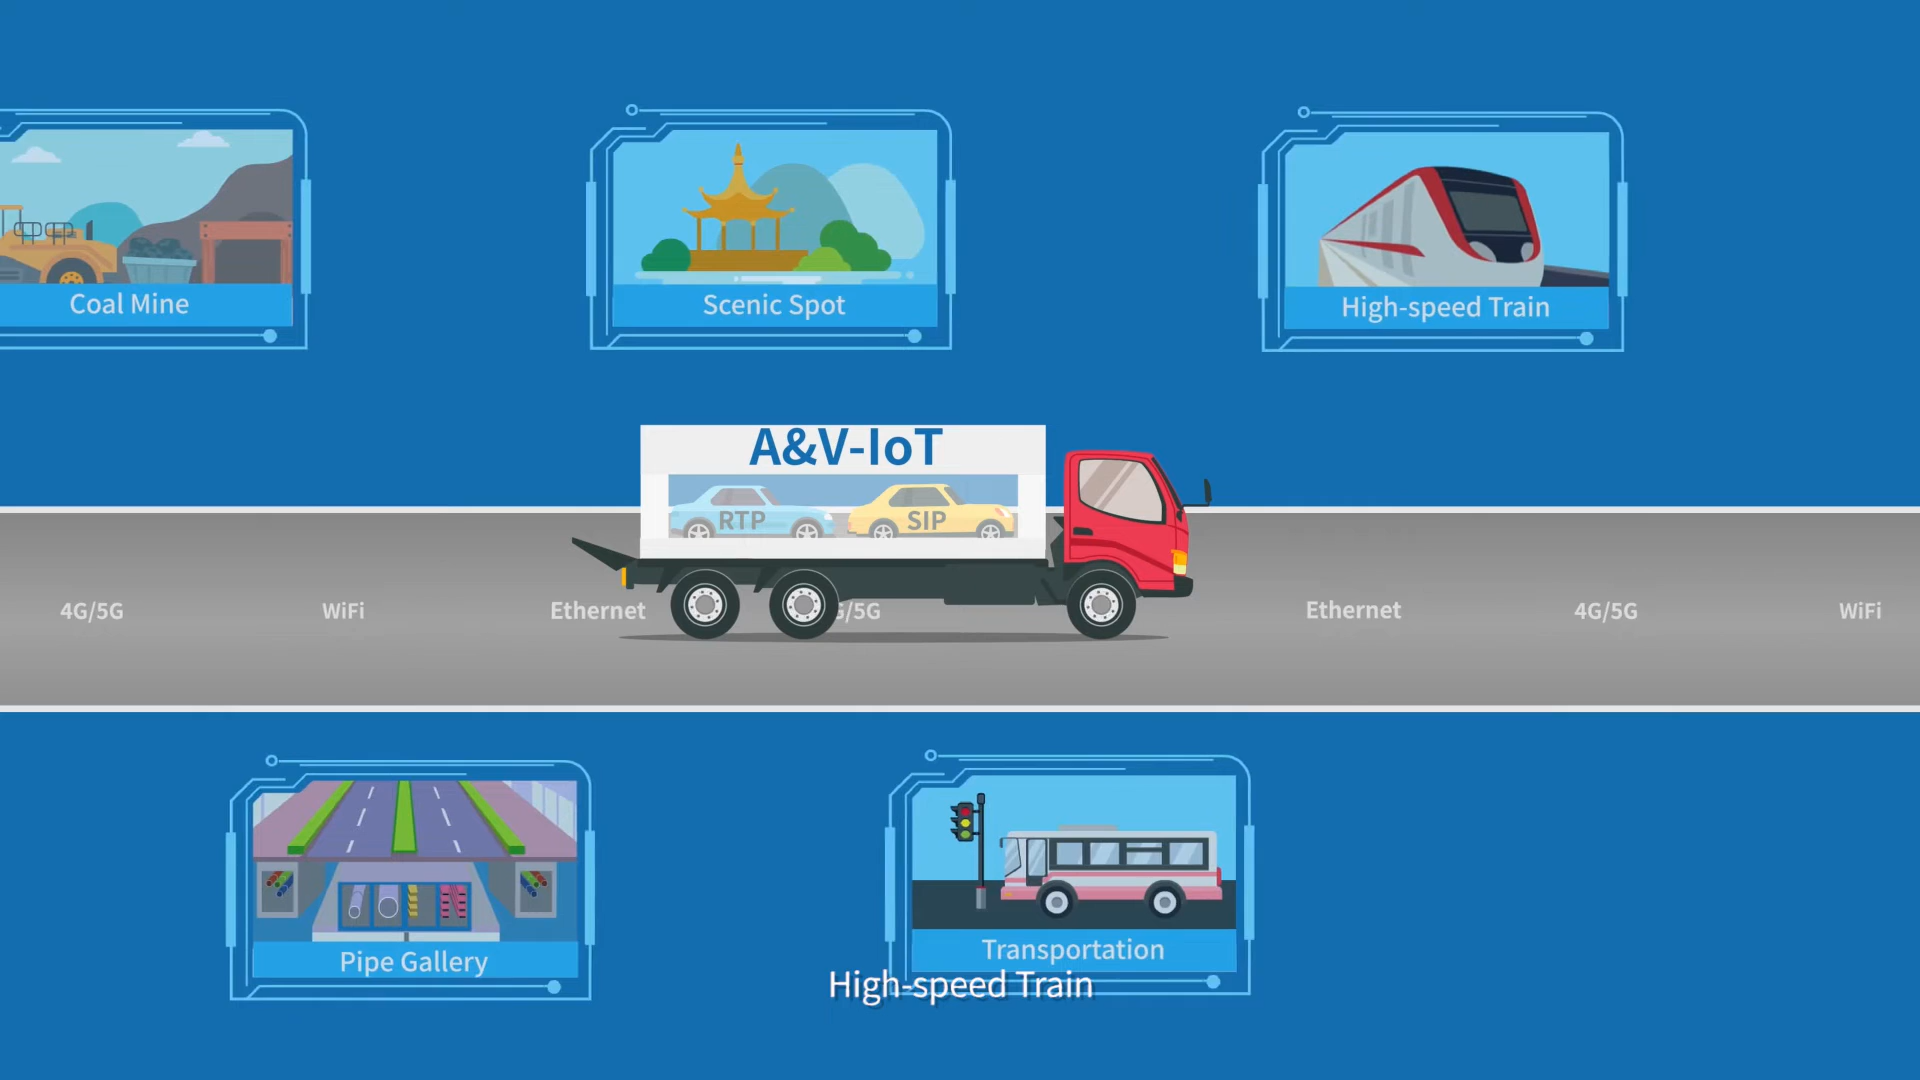 Coal Mine
Scenic Spot
High-speed Train
A&V-IoT
RTP
SIP
4G/5G
WiFi
Ethernet
/5G
Ethernet
4G/5G
WiFi
Pipe Gallery
Transportation
High-speed Train